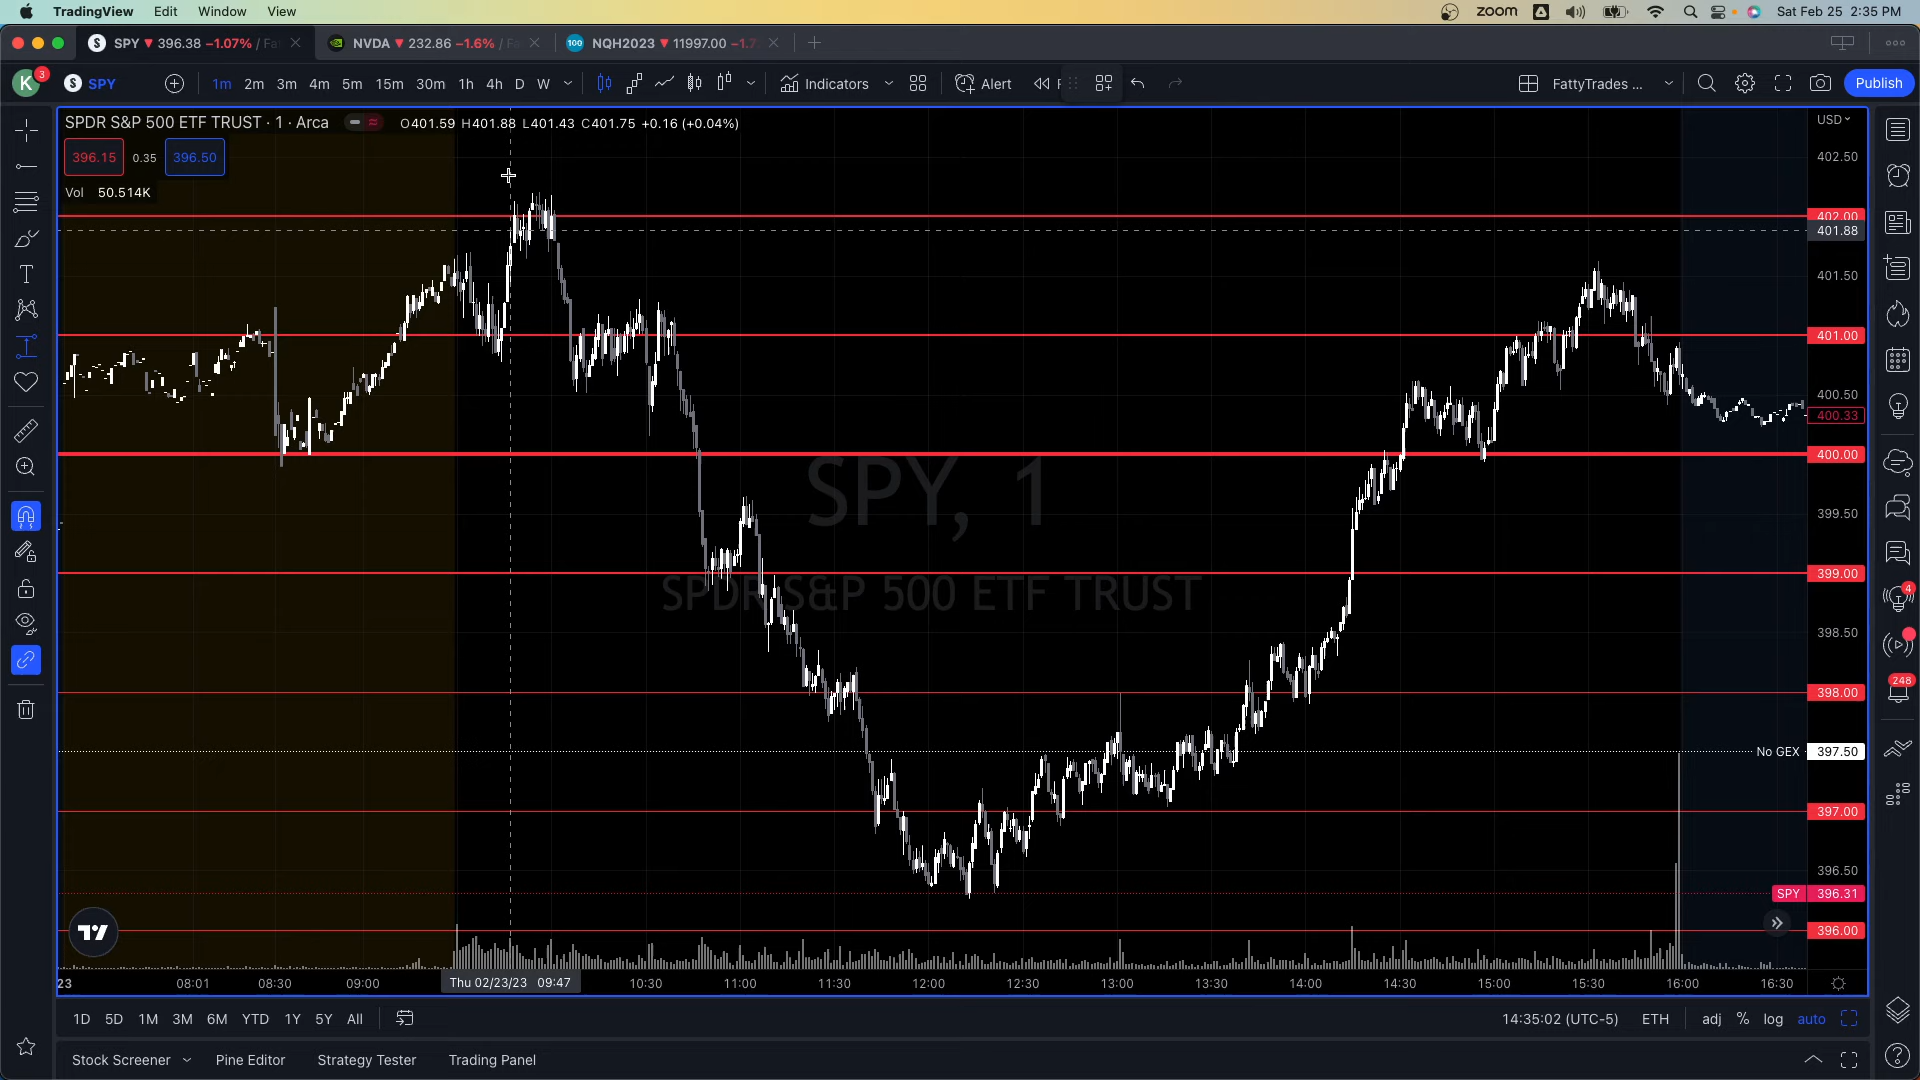 TradingView Edit Window View
zoom Sat Feb 25 2:35 PM
SPY 396.38 −1.07% / Fa
NVDA 232.86 −1.6% / F
100 NQH2023 11997.00 −1.7
K 3 S SPY 1m 2m 3m 4m 5m 15m 30m 1h 4h D W Indicators Alert FattyTrades ... Publish
SPDR S&P 500 ETF TRUST · 1 · Arca O401.59 H401.88 L401.43 C401.75 +0.16 (+0.04%)
USD
396.15 0.35 396.50
402.50
Vol 50.514K
402.00
401.88
401.50
401.00
400.50
400.33
400.00
SPY, 1
399.50
399.00
SPDR S&P 500 ETF TRUST
4
398.50
248
398.00
No GEX 397.50
397.00
396.50
SPY 396.31
396.00
23 08:01 08:30 09:00 Thu 02/23/23 09:47 10:30 11:00 11:30 12:00 12:30 13:00 13:30 14:00 14:30 15:00 15:30 16:00 16:30
1D 5D 1M 3M 6M YTD 1Y 5Y All 14:35:02 (UTC-5) ETH adj % log auto
Stock Screener Pine Editor Strategy Tester Trading Panel